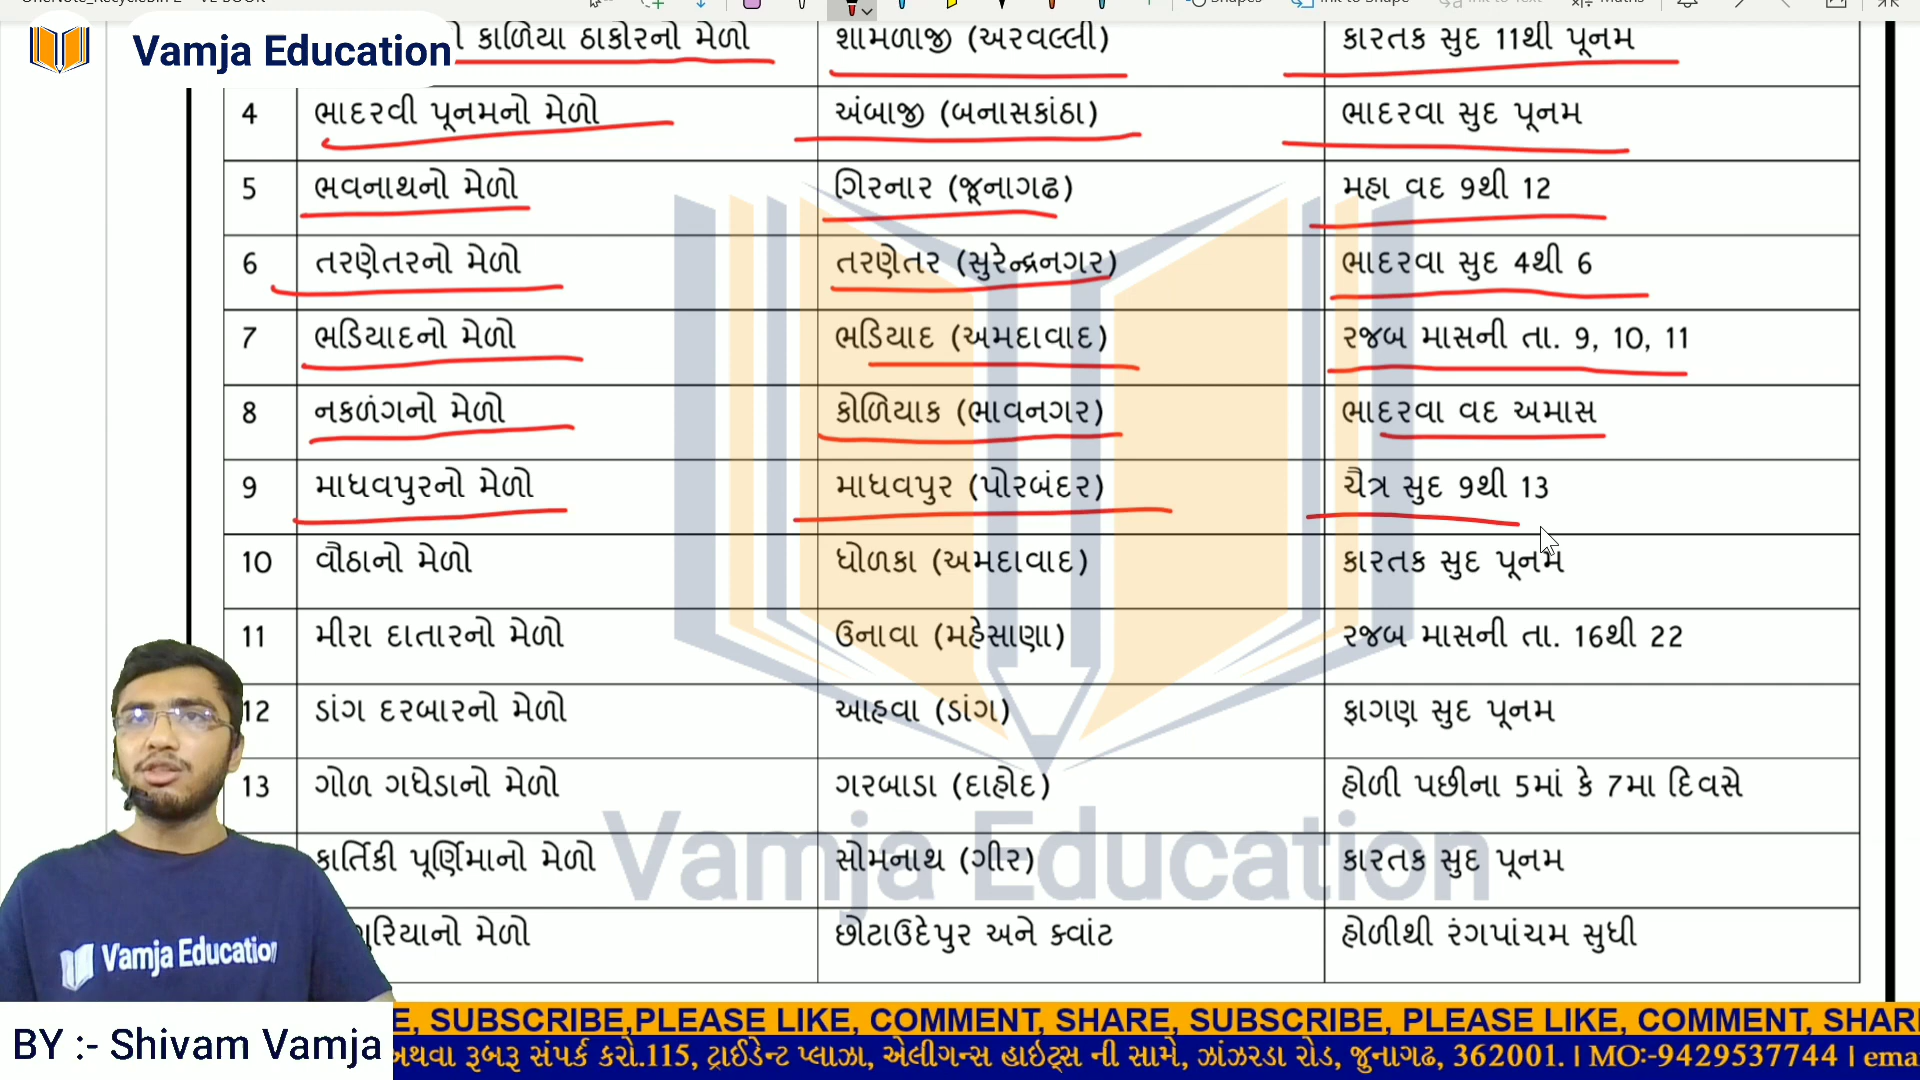 Vamja Education
કાળિયા ઠાકોરનો મેળો શામળાજી (અરવલ્લી) કારતક સુદ 11થી પૂનમ
4 ભાદરવી પૂનમનો મેળો અંબાજી (બનાસકાંઠા) ભાદરવા સુદ પૂનમ
5 ભવનાથનો મેળો ગિરનાર (જૂનાગઢ) મહા વદ 9થી 12
6 તરણેતરનો મેળો તરણેતર (સુરેન્દ્રનગર) ભાદરવા સુદ 4થી 6
7 ભડિયાદનો મેળો ભડિયાદ (અમદાવાદ) રજબ માસની તા. 9, 10, 11
8 નકળંગનો મેળો કોળિયાક (ભાવનગર) ભાદરવા વદ અમાસ
9 માધવપુરનો મેળો માધવપુર (પોરબંદર) ચૈત્ર સુદ 9થી 13
10 વૌઠાનો મેળો ધોળકા (અમદાવાદ) કારતક સુદ પૂનમ
11 મીરા દાતારનો મેળો ઉનાવા (મહેસાણા) રજબ માસની તા. 16થી 22
12 ડાંગ દરબારનો મેળો આહવા (ડાંગ) ફાગણ સુદ પૂનમ
13 ગોળ ગધેડાનો મેળો ગરબાડા (દાહોદ) હોળી પછીના 5માં કે 7મા દિવસે
કાર્તિકી પૂર્ણિમાનો મેળો સોમનાથ (ગીર) કારતક સુદ પૂનમ
મેળો છોટાઉદેપુર અને ક્વાંટ હોળીથી રંગપાંચમ સુધી
Vamja Education
Vamja Education
BY :- Shivam Vamja
SUBSCRIBE,PLEASE LIKE, COMMENT, SHARE, SUBSCRIBE, PLEASE LIKE, COMMENT,
અથવા રૂબરૂ સંપર્ક કરો.115, ટ્રાઈડેન્ટ પ્લાઝા, એલીગન્સ હાઇટ્સ ની સામે, ઝાંઝરડા રોડ, જુનાગઢ, 362001. | MO:-9429537744 |